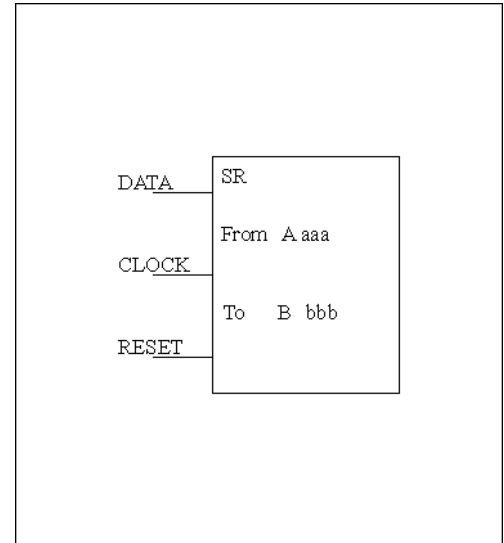 DATA
SR
From A aaa
CLOCK
To B bbb
RESET